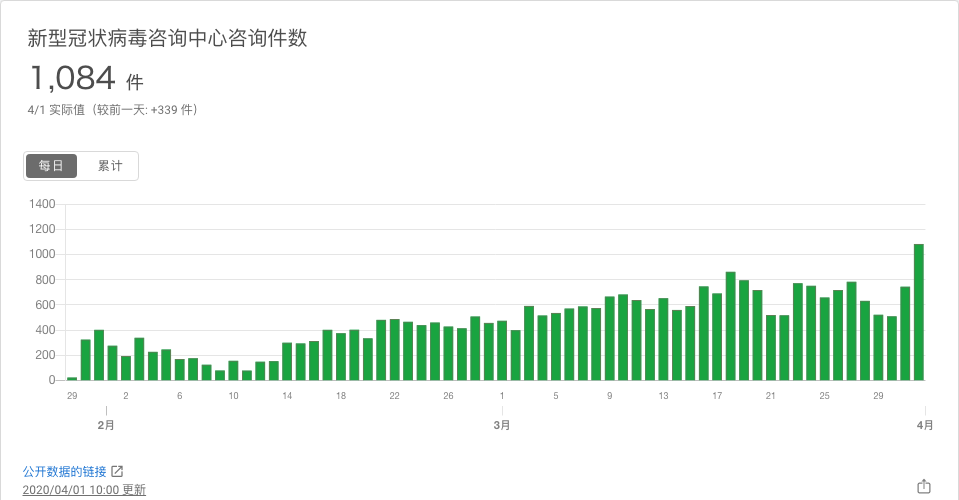 新型冠状病毒咨询中心咨询件数
1,084 件
4/1 实际值（较前一天: +339 件）
每日 累计
1400
1200
1000
800
600
400
200
0
29 2 6 10 14 18 22 26 1 5 9 13 17 21 25 29
2月 3月 4月
公开数据的链接
2020/04/01 10:00 更新